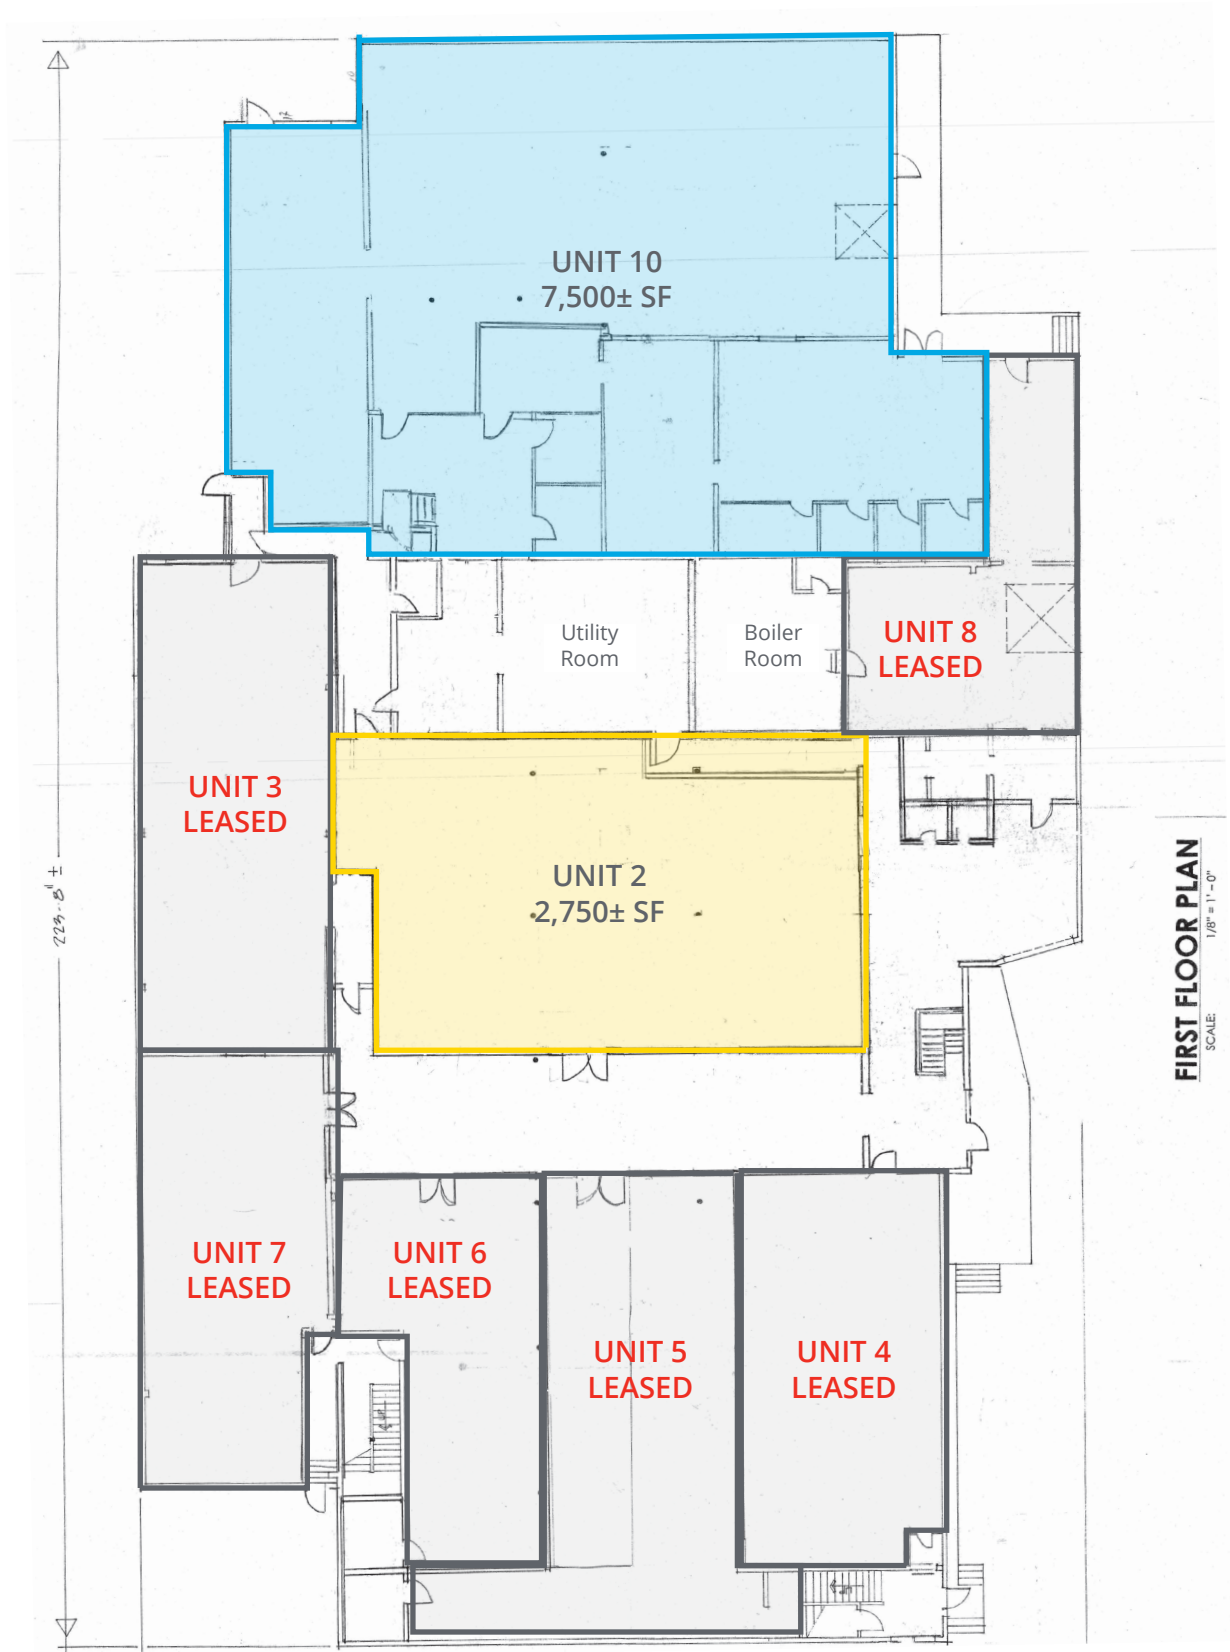 UNIT 10
7,500± SF
Utility
Room
Boiler
Room
UNIT 8
LEASED
UNIT 3
LEASED
UNIT 2
2,750± SF
223'-8" ±
FIRST FLOOR PLAN
SCALE: 1/8" = 1'-0"
UNIT 7
LEASED
UNIT 6
LEASED
UNIT 5
LEASED
UNIT 4
LEASED